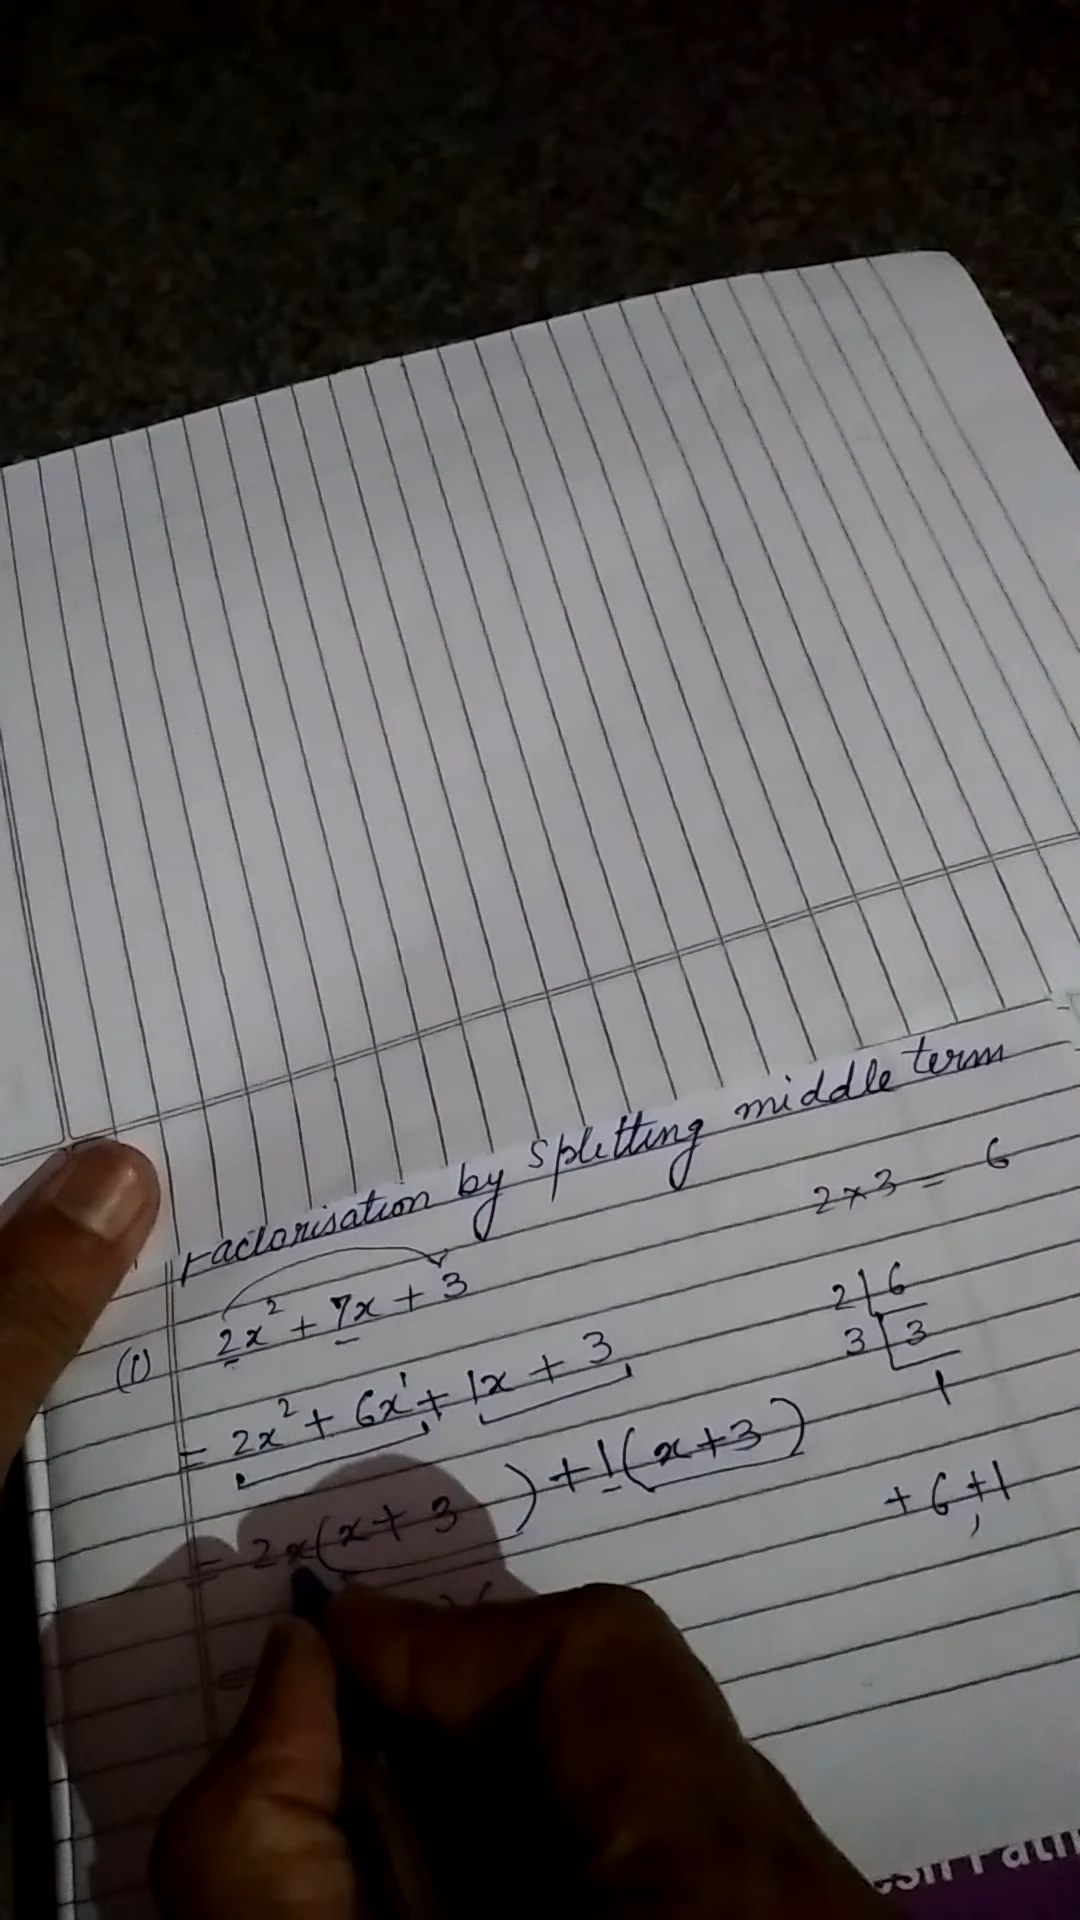 Factorisation by Splitting middle term
2 × 3 = 6
(1) 2x² + 7x + 3
2 | 6
3 | 3
1
= 2x² + 6x¹ + 1x + 3
= 2x(x + 3 ) + 1(x+3)
+ 6, +1
=